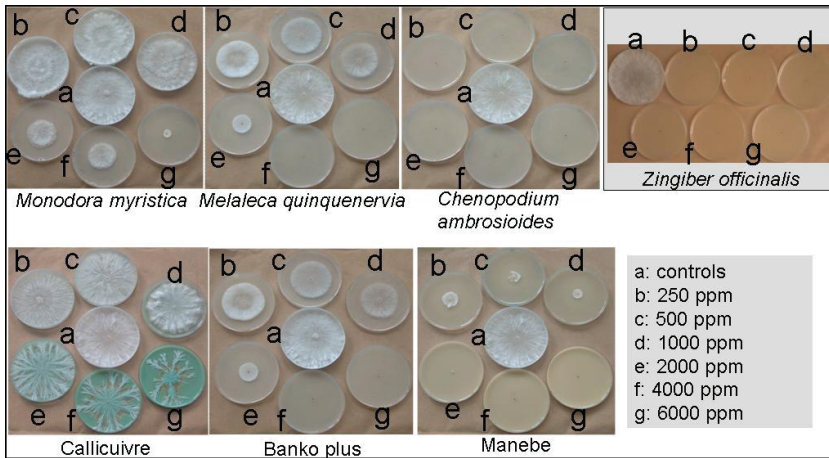 b
c
d
a
e
f
g
Monodora myristica
b
c
d
a
e
f
g
Melaleca quinquenervia
b
c
d
a
e
f
g
Chenopodium
ambrosioides
a
b
c
d
e
f
g
Zingiber officinalis
b
c
d
a
e
f
g
Callicuivre
b
c
d
a
e
f
g
Banko plus
b
c
d
a
e
f
g
Manebe
a: controls
b: 250 ppm
c: 500 ppm
d: 1000 ppm
e: 2000 ppm
f: 4000 ppm
g: 6000 ppm